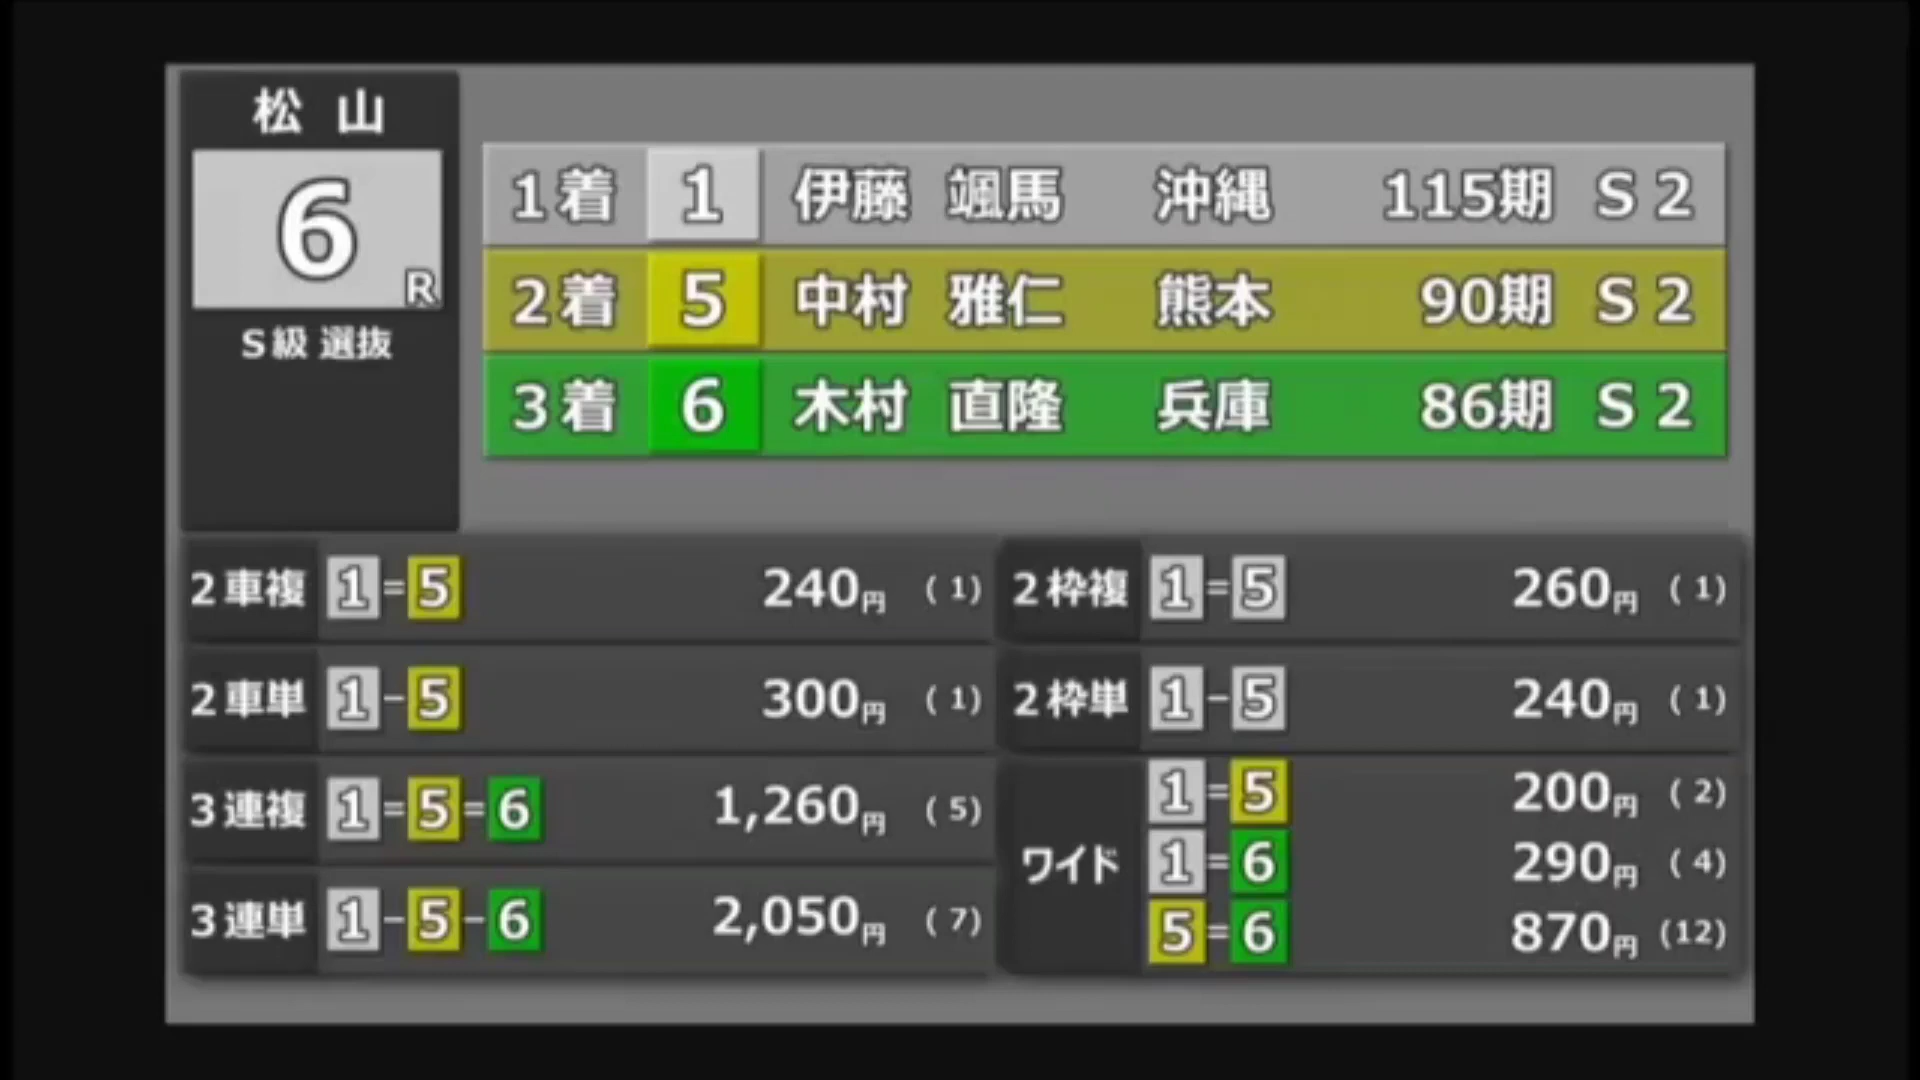 松 山
6R
S級 選抜
1着 1 伊藤 颯馬 沖縄 115期 S2
2着 5 中村 雅仁 熊本 90期 S2
3着 6 木村 直隆 兵庫 86期 S2
2車複 1=5 240円 (1)
2枠複 1=5 260円 (1)
2車単 1-5 300円 (1)
2枠単 1-5 240円 (1)
3連複 1=5=6 1,260円 (5)
3連単 1-5-6 2,050円 (7)
ワイド
1=5 200円 (2)
1=6 290円 (4)
5=6 870円 (12)